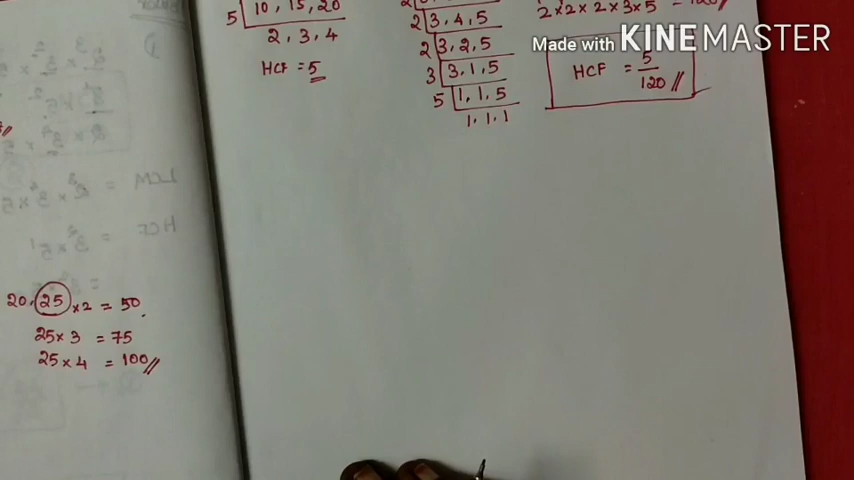 5 | 10, 15, 20
2, 3, 4
HCF = 5
2 | 3, 4, 5
2 | 3, 2, 5
3 | 3, 1, 5
5 | 1, 1, 5
1, 1, 1
2×2×2×3×5 = 120//
HCF = 5/120 //
Made with KINEMASTER
20, 25 ×2 = 50.
25×3 = 75
25×4 = 100//